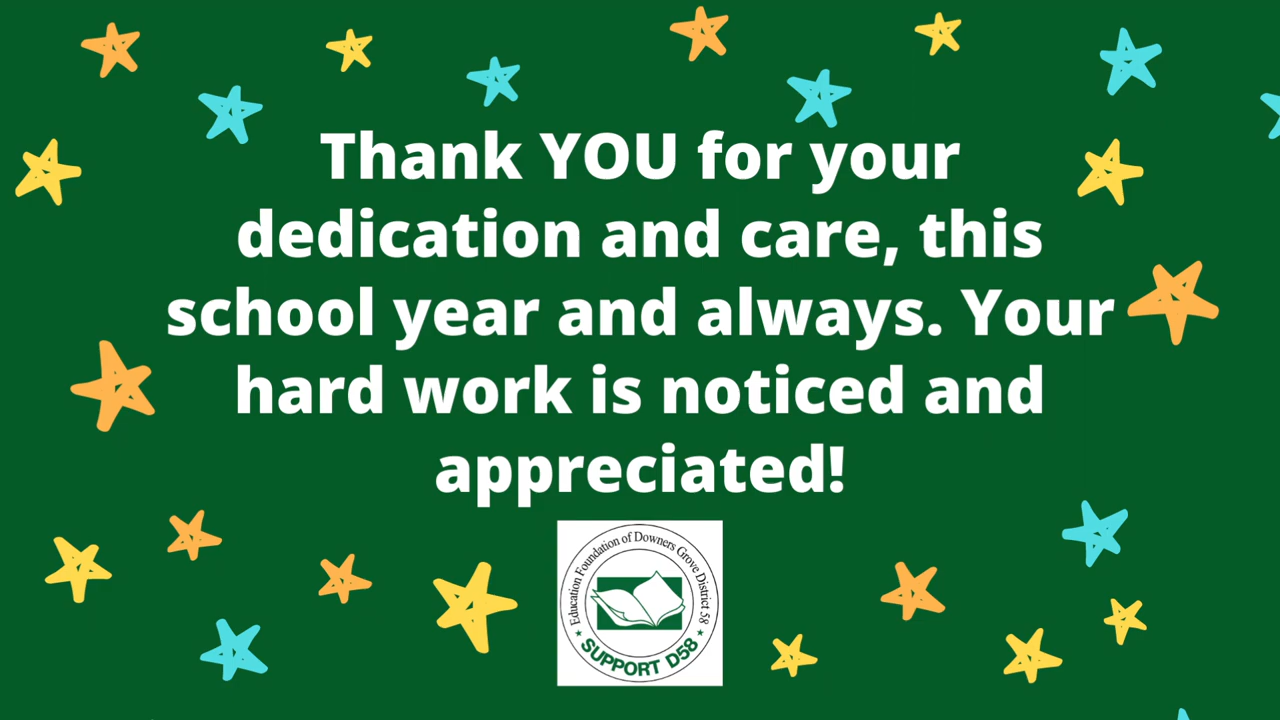 Thank YOU for your
dedication and care, this
school year and always. Your
hard work is noticed and
appreciated!
Education Foundation of Downers Grove District 58
SUPPORT D58